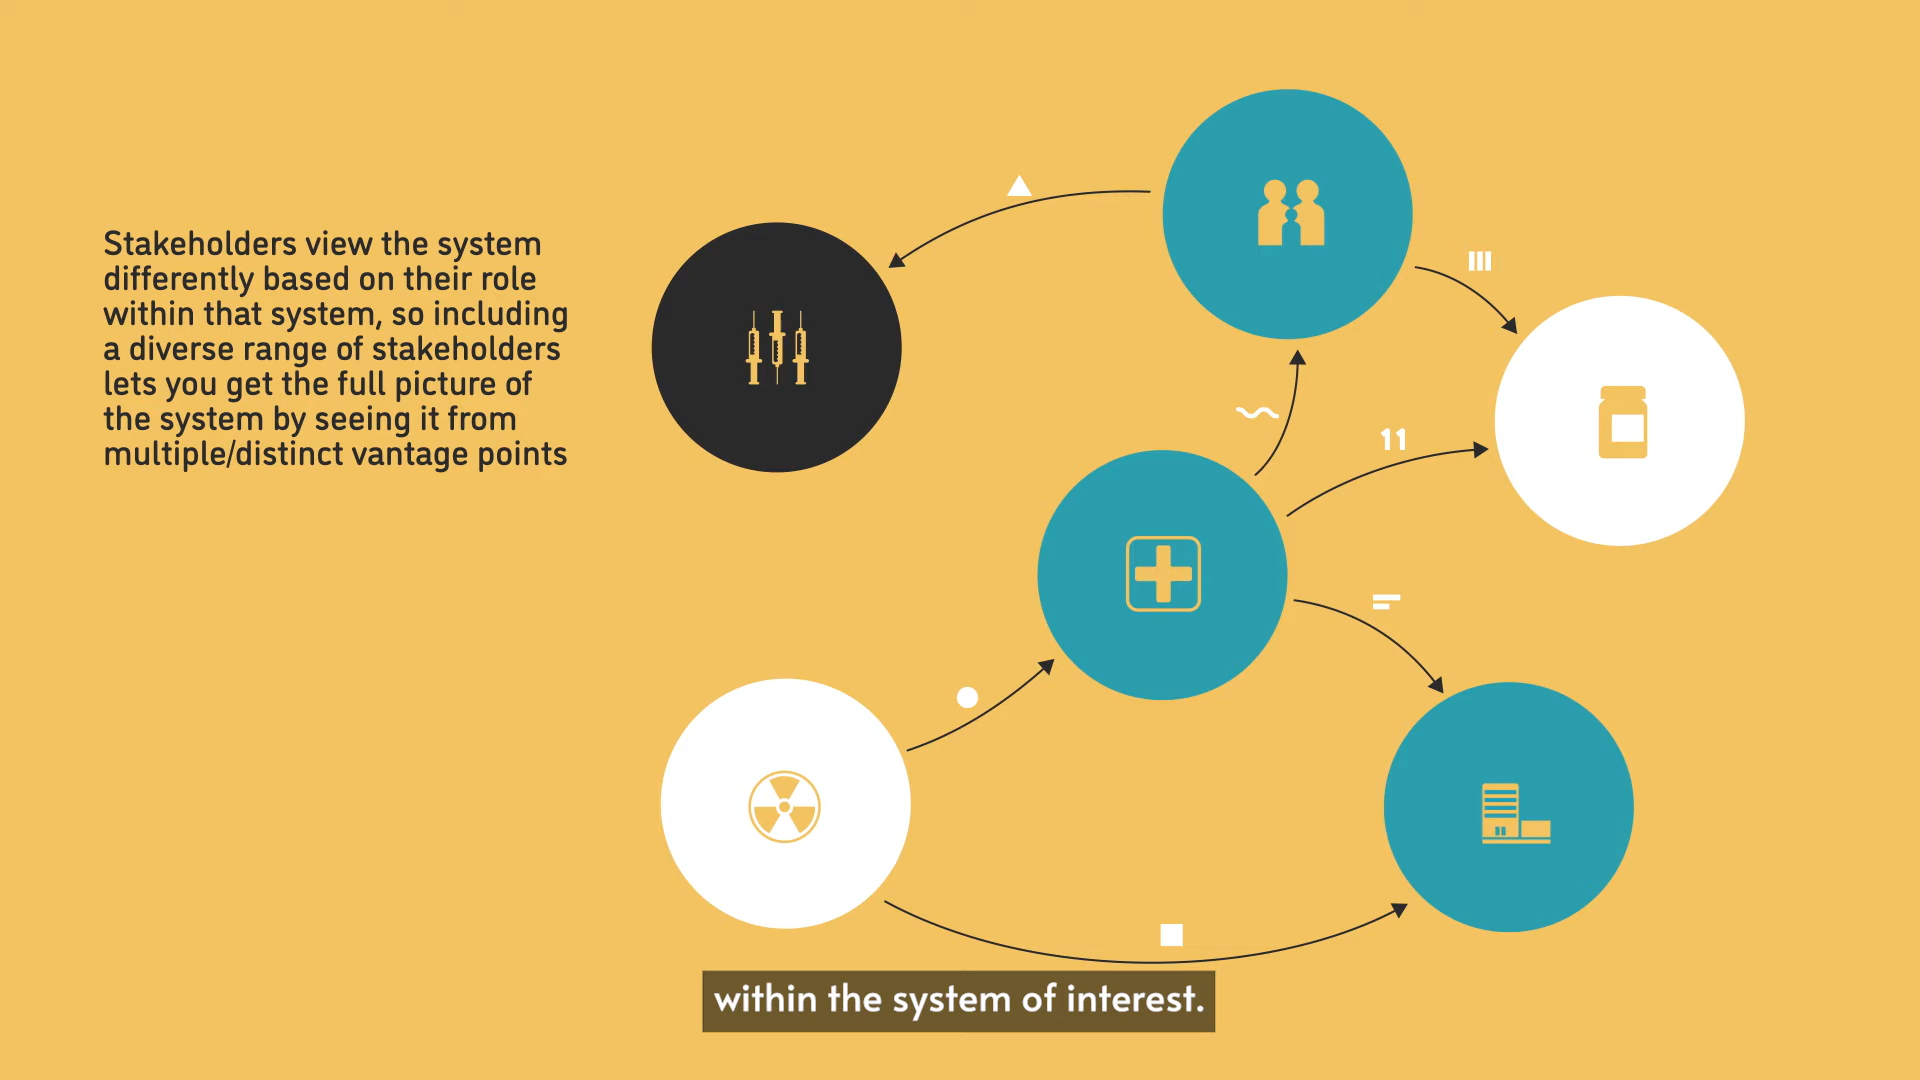 Stakeholders view the system
differently based on their role
within that system, so including
a diverse range of stakeholders
lets you get the full picture of
the system by seeing it from
multiple/distinct vantage points
11
within the system of interest.